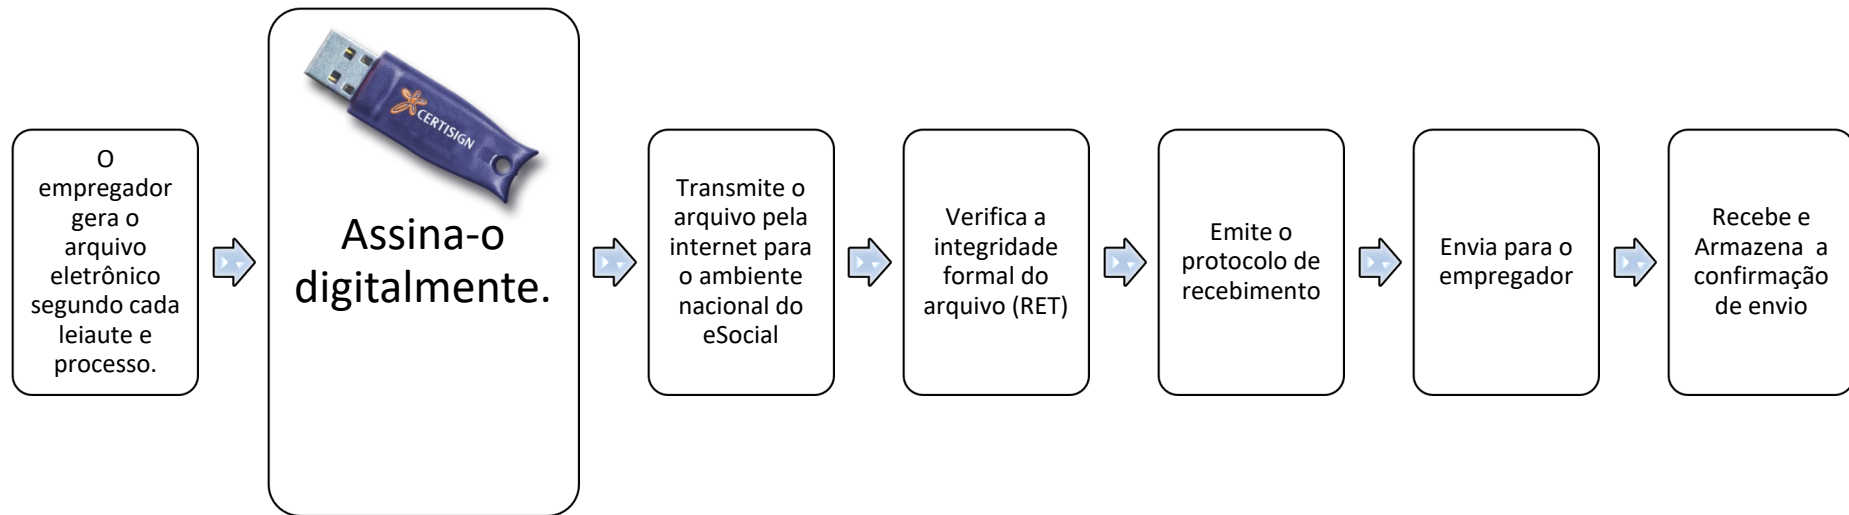 O
empregador
gera o
arquivo
eletrônico
segundo cada
leiaute e
processo.
CERTISIGN
Assina-o
digitalmente.
Transmite o
arquivo pela
internet para
o ambiente
nacional do
eSocial
Verifica a
integridade
formal do
arquivo (RET)
Emite o
protocolo de
recebimento
Envia para o
empregador
Recebe e
Armazena a
confirmação
de envio